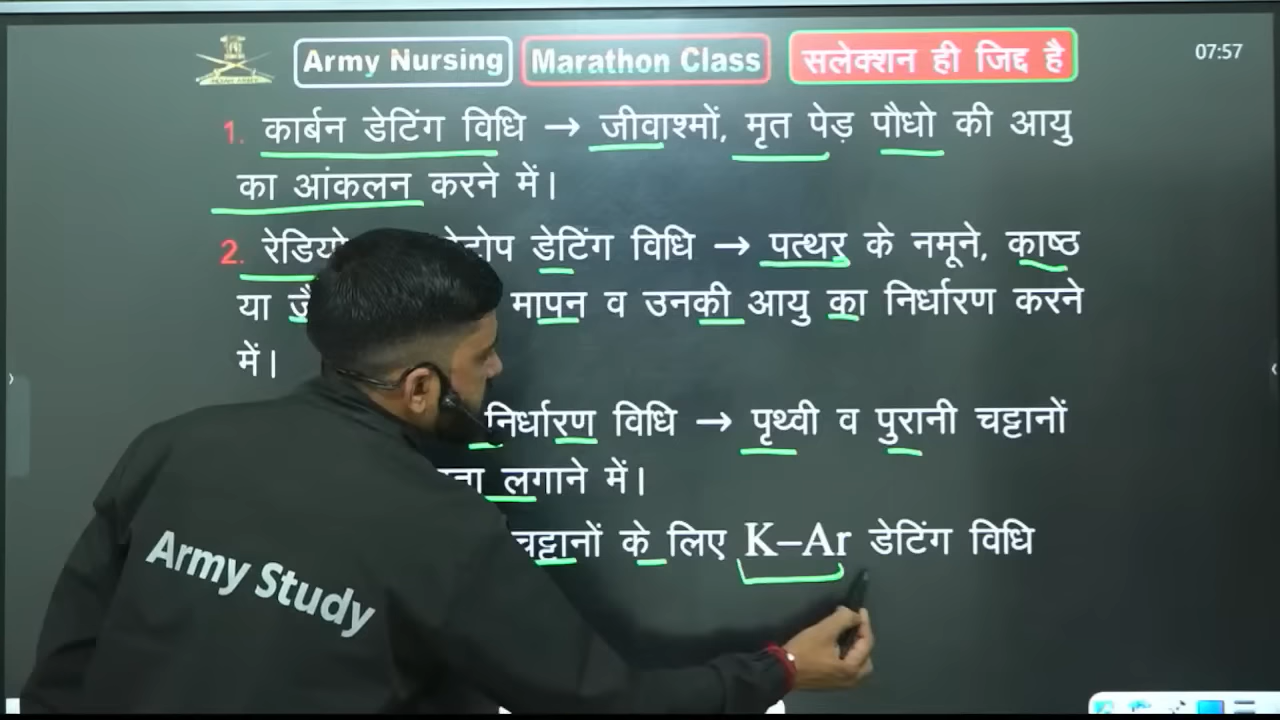 Army Nursing Marathon Class सलेक्शन ही जिद्द है 07:57
1. कार्बन डेटिंग विधि → जीवाश्मों, मृत पेड़ पौधो की आयु
का आंकलन करने में।
2. रेडियो डेटिंग विधि → पत्थर के नमूने, काष्ठ
या मापन व उनकी आयु का निर्धारण करने
में।
निर्धारण विधि → पृथ्वी व पुरानी चट्टानों
लगाने में।
चट्टानों के लिए K–Ar डेटिंग विधि
Army Study